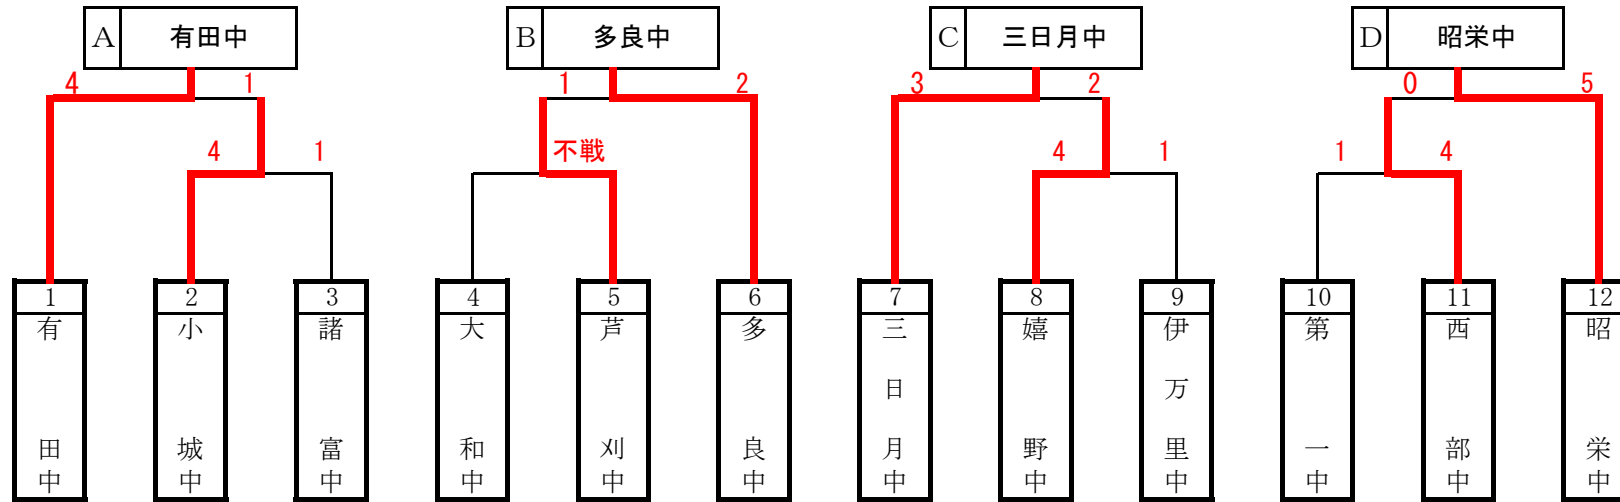 A 有田中 B 多良中 C 三日月中 D 昭栄中
4 1 1 2 3 2 0 5
4 1 不戦 4 1 1 4
1 2 3 4 5 6 7 8 9 10 11 12
有田中
小城中
諸富中
大和中
芦刈中
多良中
三日月中
嬉野中
伊万里中
第一中
西部中
昭栄中